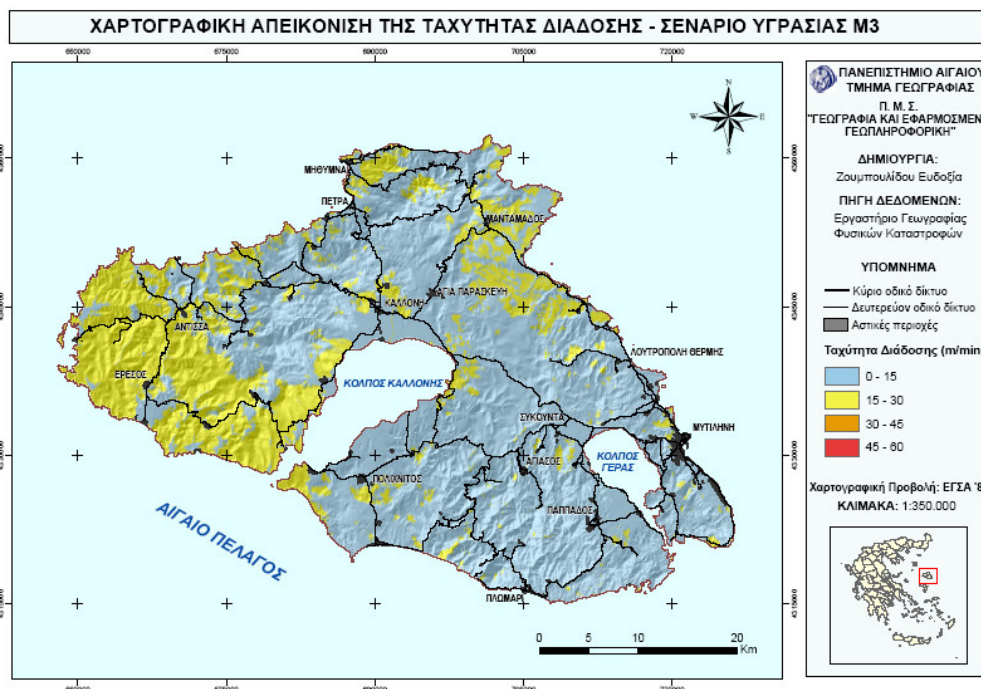 ΧΑΡΤΟΓΡΑΦΙΚΗ ΑΠΕΙΚΟΝΙΣΗ ΤΗΣ ΤΑΧΥΤΗΤΑΣ ΔΙΑΔΟΣΗΣ - ΣΕΝΑΡΙΟ ΥΓΡΑΣΙΑΣ Μ3
660000 675000 690000 705000 720000
N
W E
S
ΜΗΘΥΜΝΑ
ΠΕΤΡΑ
ΜΑΝΤΑΜΑΔΟΣ
ΑΓΙΑ ΠΑΡΑΣΚΕΥΗ
ΚΑΛΛΟΝΗ
ΑΝΤΙΣΣΑ
ΕΡΕΣΟΣ
ΛΟΥΤΡΟΠΟΛΗ ΘΕΡΜΗΣ
ΚΟΛΠΟΣ ΚΑΛΛΟΝΗΣ
ΣΥΚΟΥΝΤΑ
ΜΥΤΙΛΗΝΗ
ΚΟΛΠΟΣ
ΓΕΡΑΣ
ΑΓΙΑΣΟΣ
ΠΟΛΙΧΝΙΤΟΣ
ΠΑΠΠΑΔΟΣ
ΑΙΓΑΙΟ ΠΕΛΑΓΟΣ
ΠΛΩΜΑΡΙ
0 5 10 20
Km
ΠΑΝΕΠΙΣΤΗΜΙΟ ΑΙΓΑΙΟΥ
ΤΜΗΜΑ ΓΕΩΓΡΑΦΙΑΣ
Π. Μ. Σ.
"ΓΕΩΓΡΑΦΙΑ ΚΑΙ ΕΦΑΡΜΟΣΜΕΝ
ΓΕΩΠΛΗΡΟΦΟΡΙΚΗ"
ΔΗΜΙΟΥΡΓΙΑ:
Ζουμπουλίδου Ευδοξία
ΠΗΓΗ ΔΕΔΟΜΕΝΩΝ:
Εργαστήριο Γεωγραφίας
Φυσικών Καταστροφών
ΥΠΟΜΝΗΜΑ
Κύριο οδικό δίκτυο
Δευτερεύον οδικό δίκτυο
Αστικές περιοχές
Ταχύτητα Διάδοσης (m/min
0 - 15
15 - 30
30 - 45
45 - 60
Χαρτογραφική Προβολή: ΕΓΣΑ '8
ΚΛΙΜΑΚΑ: 1:350.000